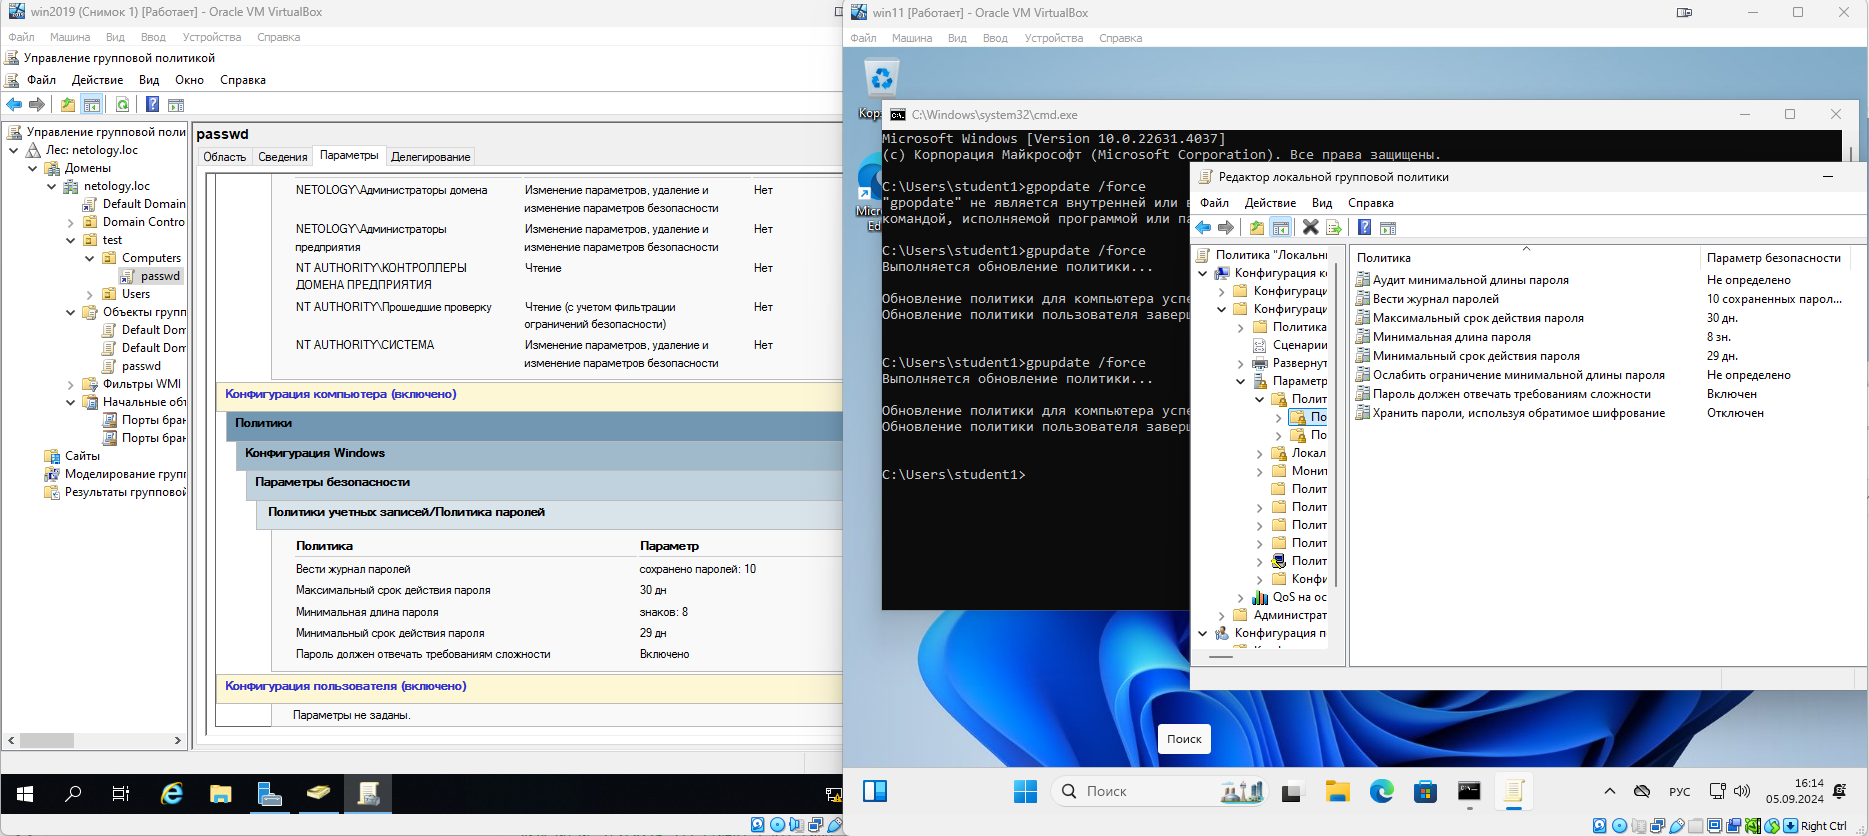 win2019 (Снимок 1) [Работает] - Oracle VM VirtualBox
Файл Машина Вид Ввод Устройства Справка
Управление групповой политикой
Файл Действие Вид Окно Справка
Управление групповой поли
Лес: netology.loc
Домены
netology.loc
Default Domain
Domain Contro
test
Computers
passwd
Users
Объекты групп
Default Dom
Default Dom
passwd
Фильтры WMI
Начальные об
Порты бран
Порты бран
Сайты
Моделирование групп
Результаты групповой
passwd
Область Сведения Параметры Делегирование
NETOLOGY\Администраторы домена Изменение параметров, удаление и Нет
изменение параметров безопасности
NETOLOGY\Администраторы Изменение параметров, удаление и Нет
предприятия изменение параметров безопасности
NT AUTHORITY\КОНТРОЛЛЕРЫ Чтение Нет
ДОМЕНА ПРЕДПРИЯТИЯ
NT AUTHORITY\Прошедшие проверку Чтение (с учетом фильтрации Нет
ограничений безопасности)
NT AUTHORITY\СИСТЕМА Изменение параметров, удаление и Нет
изменение параметров безопасности
Конфигурация компьютера (включено)
Политики
Конфигурация Windows
Параметры безопасности
Политики учетных записей/Политика паролей
Политика Параметр
Вести журнал паролей сохранено паролей: 10
Максимальный срок действия пароля 30 дн
Минимальная длина пароля знаков: 8
Минимальный срок действия пароля 29 дн
Пароль должен отвечать требованиям сложности Включено
Конфигурация пользователя (включено)
Параметры не заданы.
win11 [Работает] - Oracle VM VirtualBox
Файл Машина Вид Ввод Устройства Справка
Кор
Micro
Ed
C:\Windows\system32\cmd.exe
Microsoft Windows [Version 10.0.22631.4037]
(c) Корпорация Майкрософт (Microsoft Corporation). Все права защищены.
C:\Users\student1>gpopdate /force
"gpopdate" не является внутренней или в
командой, исполняемой программой или па
C:\Users\student1>gpupdate /force
Выполняется обновление политики...
Обновление политики для компьютера успе
Обновление политики пользователя заверш
C:\Users\student1>gpupdate /force
Выполняется обновление политики...
Обновление политики для компьютера успе
Обновление политики пользователя заверш
C:\Users\student1>
Редактор локальной групповой политики
Файл Действие Вид Справка
Политика "Локальн
Конфигурация к
Конфигураци
Конфигураци
Политика
Сценарии
Развернут
Параметр
Полит
По
По
Локал
Монит
Полит
Полит
Полит
Полит
Полит
Конфи
QoS на ос
Администрат
Конфигурация п
Политика Параметр безопасности
Аудит минимальной длины пароля Не определено
Вести журнал паролей 10 сохраненных парол...
Максимальный срок действия пароля 30 дн.
Минимальная длина пароля 8 зн.
Минимальный срок действия пароля 29 дн.
Ослабить ограничение минимальной длины пароля Не определено
Пароль должен отвечать требованиям сложности Включен
Хранить пароли, используя обратимое шифрование Отключен
Поиск
Поиск
РУС
16:14
05.09.2024
Right Ctrl